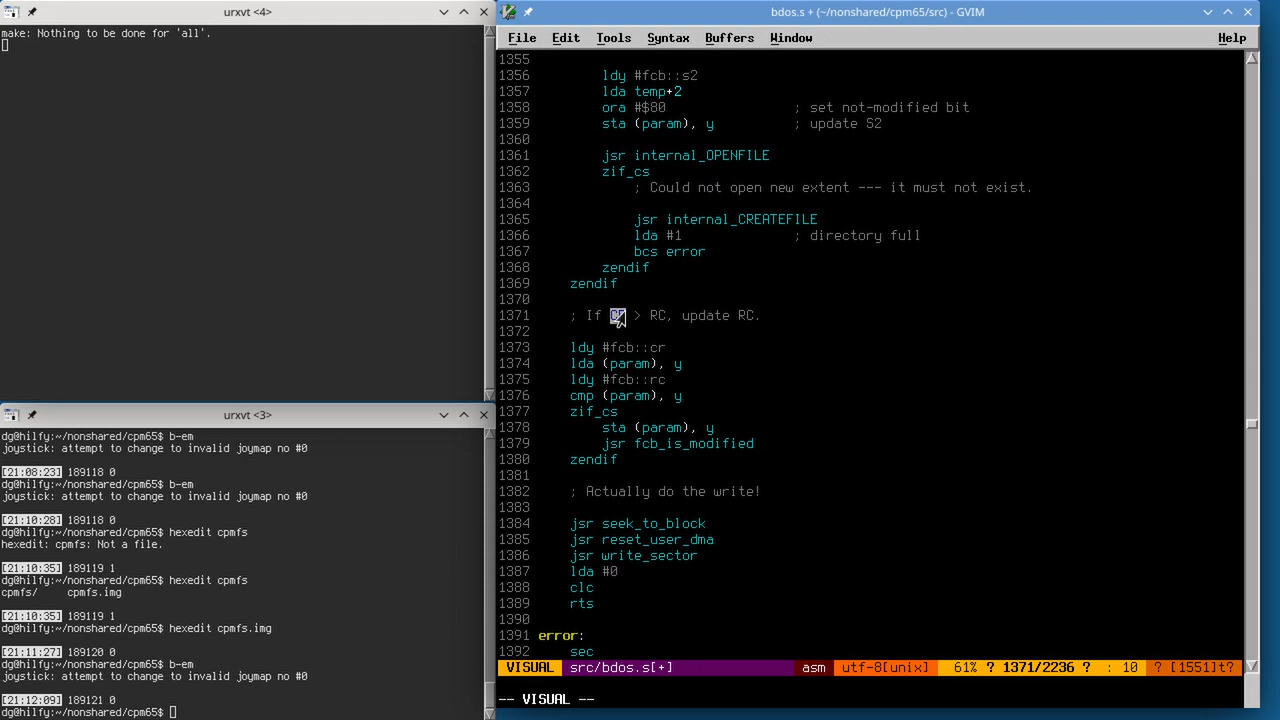 urxvt <4>
make: Nothing to be done for 'all'.
urxvt <3>
dg@hilfy:~/nonshared/cpm65$ b-em
joystick: attempt to change to invalid joymap no #0
[21:08:23] 189118 0
dg@hilfy:~/nonshared/cpm65$ b-em
joystick: attempt to change to invalid joymap no #0
[21:10:28] 189118 0
dg@hilfy:~/nonshared/cpm65$ hexedit cpmfs
hexedit: cpmfs: Not a file.
[21:10:35] 189119 1
dg@hilfy:~/nonshared/cpm65$ hexedit cpmfs
cpmfs/     cpmfs.img
[21:10:35] 189119 1
dg@hilfy:~/nonshared/cpm65$ hexedit cpmfs.img
[21:11:27] 189120 0
dg@hilfy:~/nonshared/cpm65$ b-em
joystick: attempt to change to invalid joymap no #0
[21:12:09] 189121 0
dg@hilfy:~/nonshared/cpm65$
bdos.s + (~/nonshared/cpm65/src) - GVIM
File Edit Tools Syntax Buffers Window Help
1355
1356         ldy #fcb::s2
1357         lda temp+2
1358         ora #$80                ; set not-modified bit
1359         sta (param), y          ; update S2
1360
1361         jsr internal_OPENFILE
1362         zif_cs
1363             ; Could not open new extent --- it must not exist.
1364
1365             jsr internal_CREATEFILE
1366             lda #1              ; directory full
1367             bcs error
1368         zendif
1369     zendif
1370
1371     ; If > RC, update RC.
1372
1373     ldy #fcb::cr
1374     lda (param), y
1375     ldy #fcb::rc
1376     cmp (param), y
1377     zif_cs
1378         sta (param), y
1379         jsr fcb_is_modified
1380     zendif
1381
1382     ; Actually do the write!
1383
1384     jsr seek_to_block
1385     jsr reset_user_dma
1386     jsr write_sector
1387     lda #0
1388     clc
1389     rts
1390
1391 error:
1392     sec
VISUAL src/bdos.s[+] asm utf-8[unix] 61% ? 1371/2236 ? : 10 ? [1551]t?
-- VISUAL --